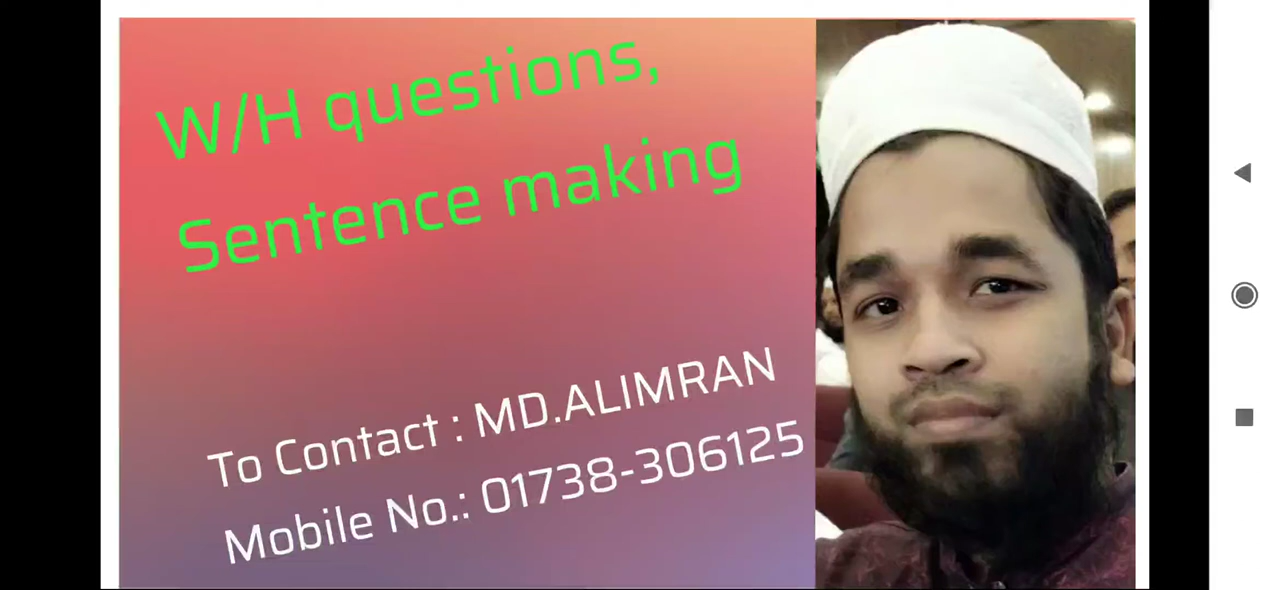 W/H questions,
Sentence making
To Contact : MD.ALIMRAN
Mobile No.: 01738-306125